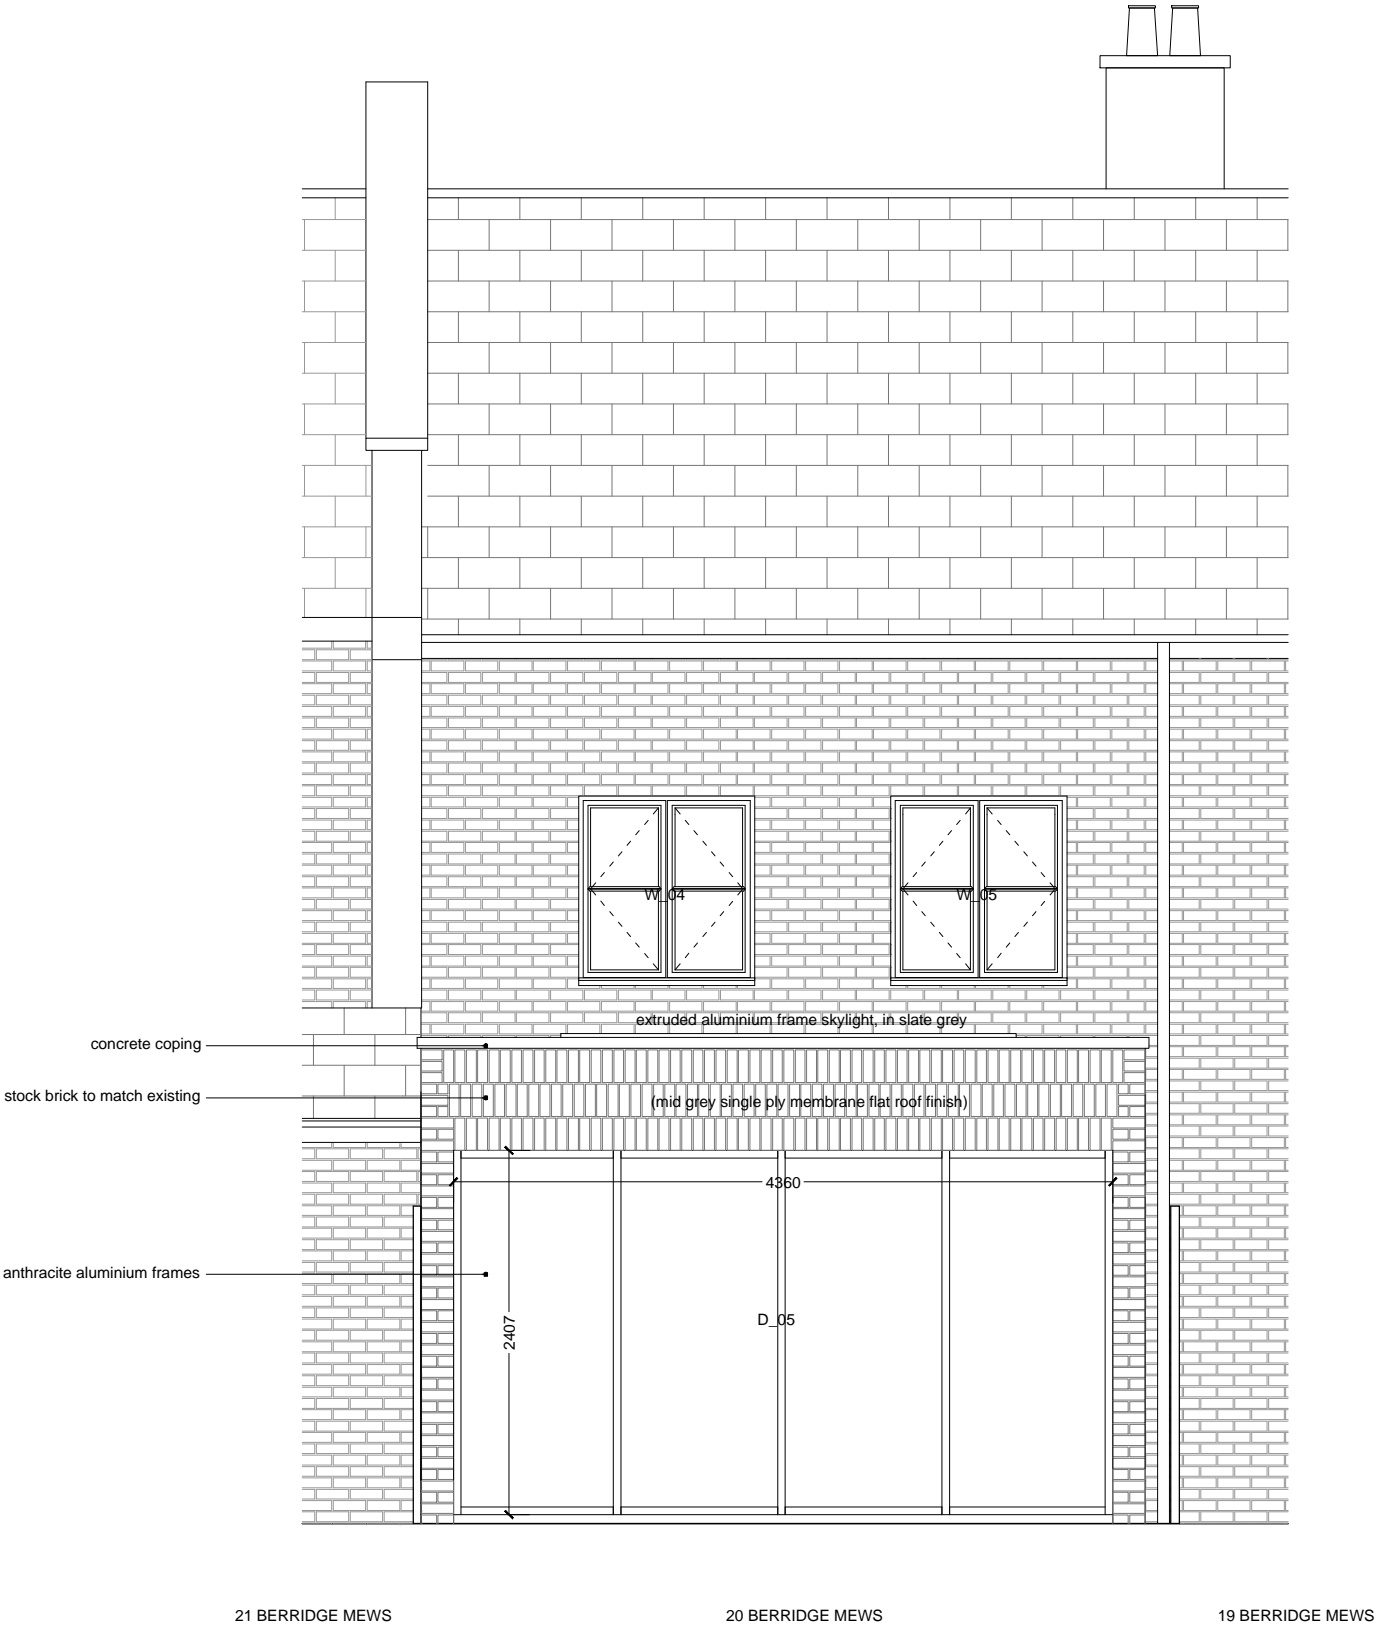 W_04
W_05
extruded aluminium frame skylight, in slate grey
concrete coping
stock brick to match existing
(mid grey single ply membrane flat roof finish)
4360
anthracite aluminium frames
2407
D_05
21 BERRIDGE MEWS
20 BERRIDGE MEWS
19 BERRIDGE MEWS